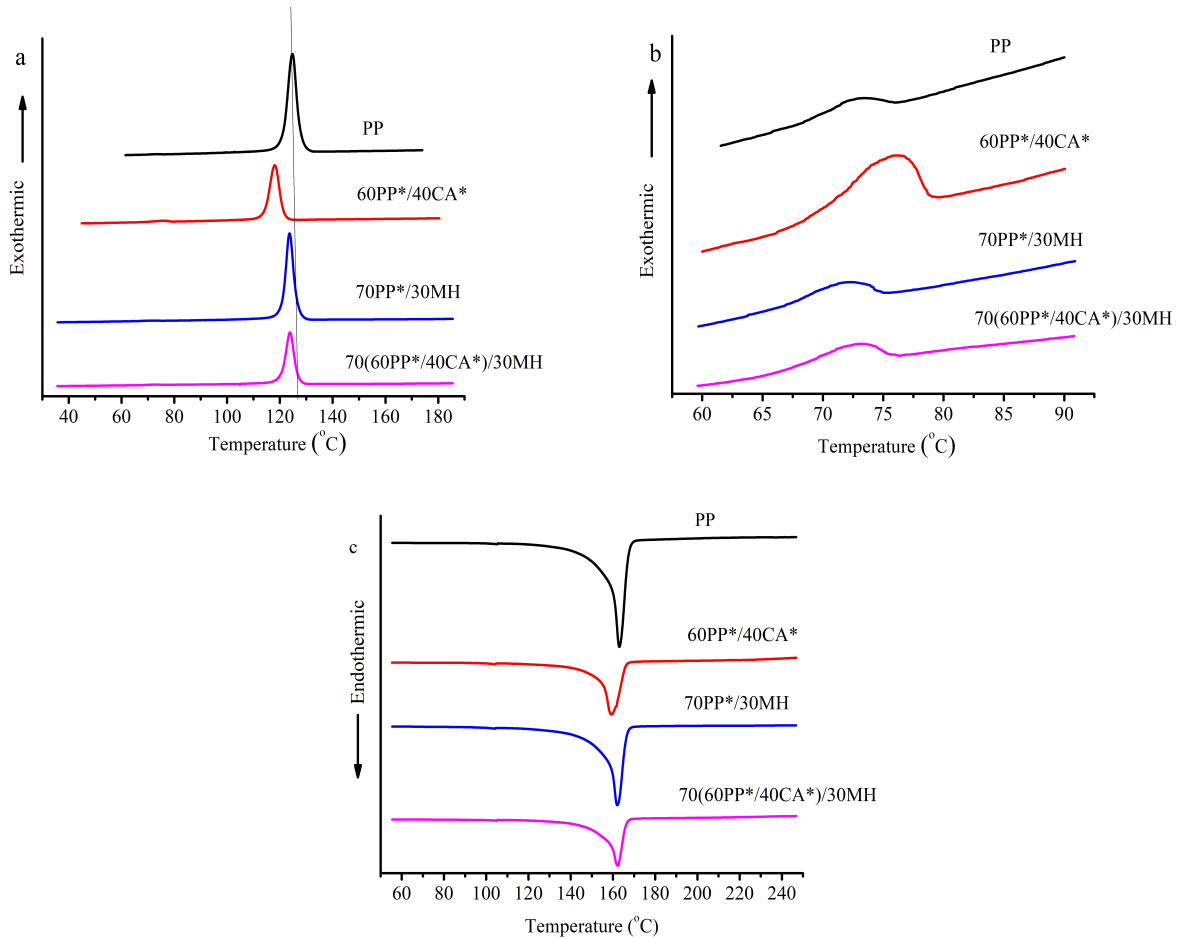 a
Exothermic
PP
60PP*/40CA*
70PP*/30MH
70(60PP*/40CA*)/30MH
40 60 80 100 120 140 160 180
Temperature (°C)
b
Exothermic
PP
60PP*/40CA*
70PP*/30MH
70(60PP*/40CA*)/30MH
60 65 70 75 80 85 90
Temperature (°C)
c
Endothermic
PP
60PP*/40CA*
70PP*/30MH
70(60PP*/40CA*)/30MH
60 80 100 120 140 160 180 200 220 240
Temperature (°C)